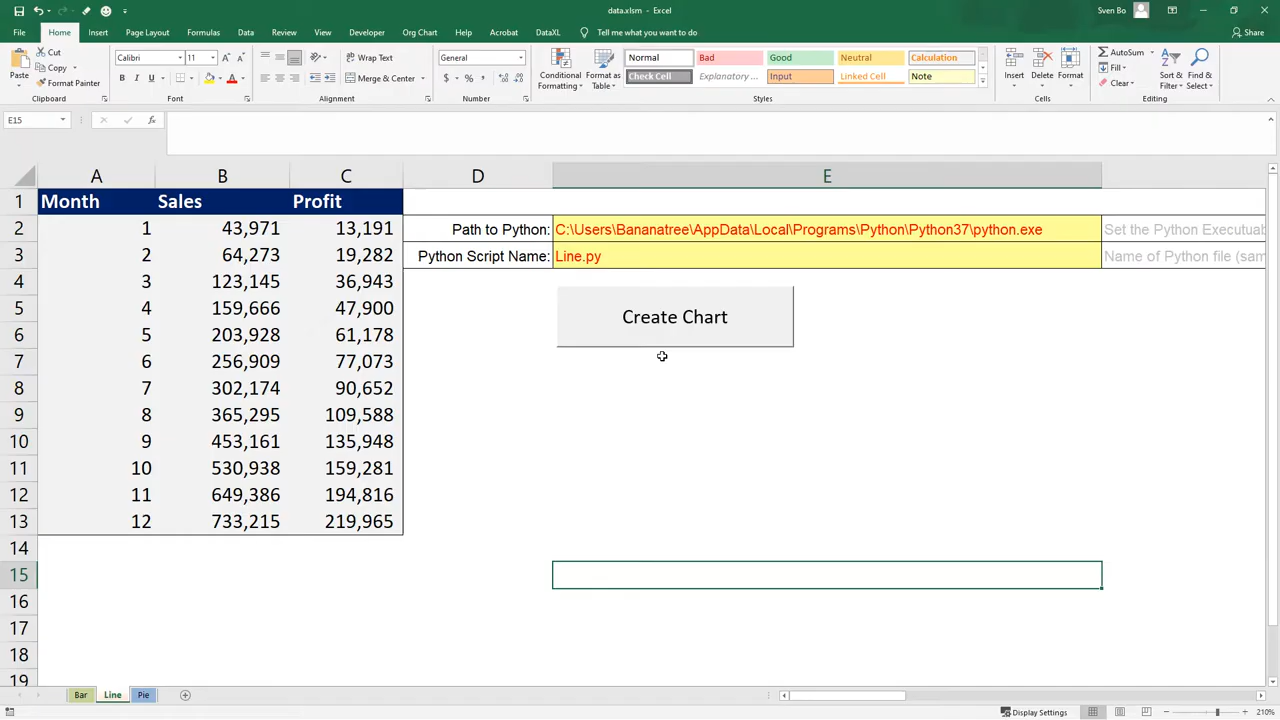 data.xlsm - Excel
Sven Bo
File Home Insert Page Layout Formulas Data Review View Developer Org Chart Help Acrobat DataXL Tell me what you want to do Share
Paste
Cut
Copy
Format Painter
Clipboard
Calibri 11
B I U
Font
Wrap Text
Merge & Center
Alignment
General
$ % ,
Number
Conditional Formatting
Format as Table
Normal Bad Good Neutral Calculation
Check Cell Explanatory ... Input Linked Cell Note
Styles
Insert Delete Format
Cells
AutoSum
Fill
Clear
Sort & Filter
Find & Select
Editing
E15 fx
A B C D E
1 Month Sales Profit
2 1 43,971 13,191 Path to Python: C:\Users\Bananatree\AppData\Local\Programs\Python\Python37\python.exe Set the Python Executuab
3 2 64,273 19,282 Python Script Name: Line.py Name of Python file (sam
4 3 123,145 36,943
5 4 159,666 47,900
Create Chart
6 5 203,928 61,178
7 6 256,909 77,073
8 7 302,174 90,652
9 8 365,295 109,588
10 9 453,161 135,948
11 10 530,938 159,281
12 11 649,386 194,816
13 12 733,215 219,965
14
15
16
17
18
19
Bar Line Pie
Display Settings 210%